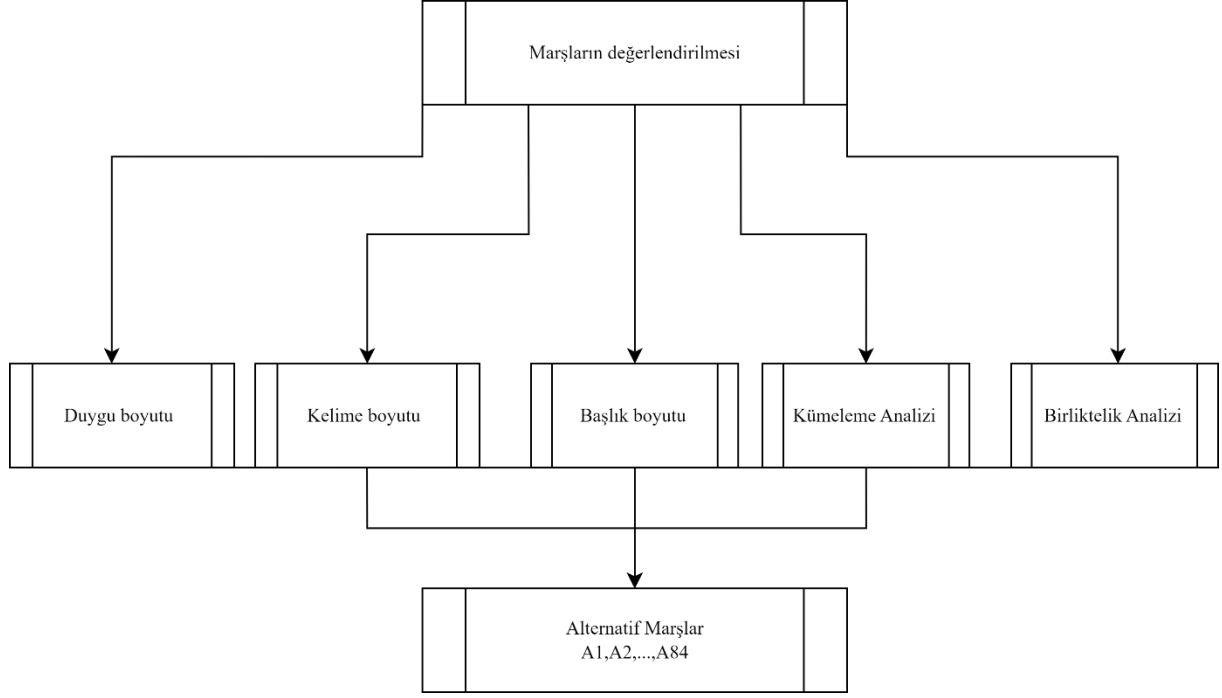 Marşların değerlendirilmesi
Duygu boyutu
Kelime boyutu
Başlık boyutu
Kümeleme Analizi
Birliktelik Analizi
Alternatif Marşlar
A1,A2,...,A84